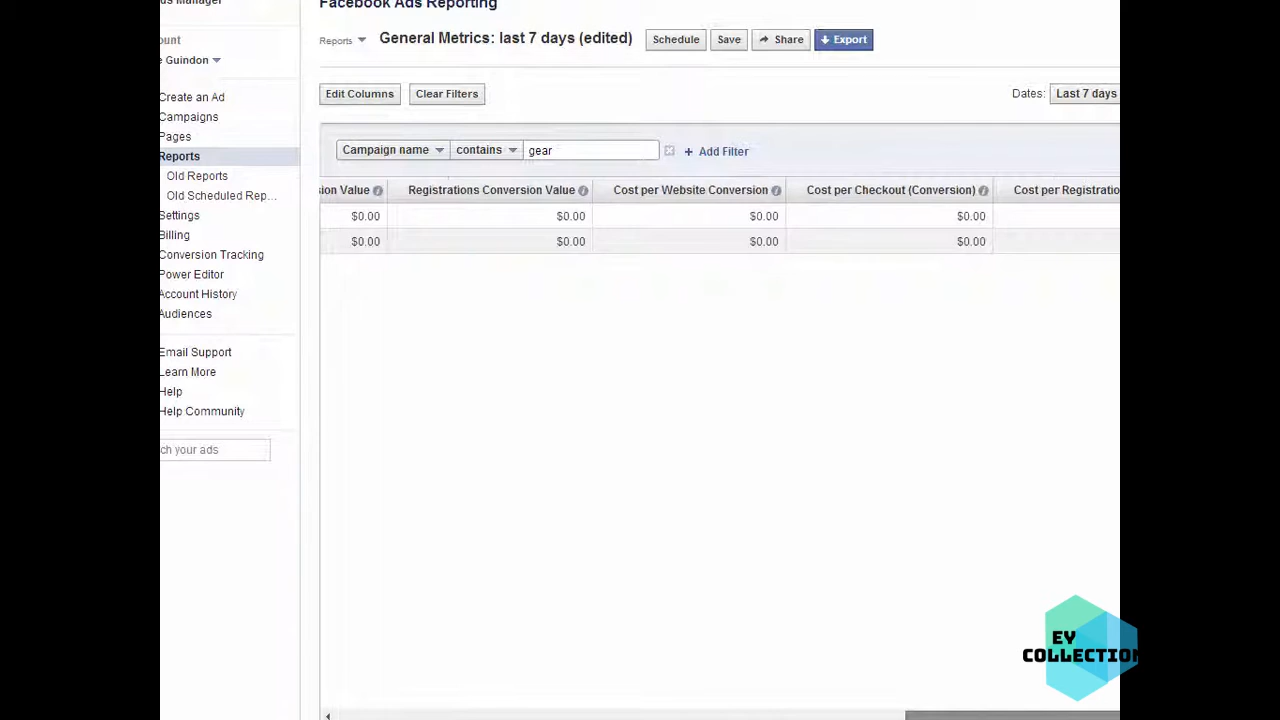 Facebook Ads Reporting
Reports
General Metrics: last 7 days (edited)
Schedule
Save
Share
Export
Guindon
Create an Ad
Campaigns
Pages
Reports
Old Reports
Old Scheduled Rep...
Settings
Billing
Conversion Tracking
Power Editor
Account History
Audiences
Email Support
Learn More
Help
Help Community
ch your ads
Edit Columns
Clear Filters
Dates:
Last 7 days
Campaign name
contains
gear
+ Add Filter
sion Value
Registrations Conversion Value
Cost per Website Conversion
Cost per Checkout (Conversion)
Cost per Registratio
$0.00 $0.00 $0.00 $0.00
$0.00 $0.00 $0.00 $0.00
EY
COLLECTION